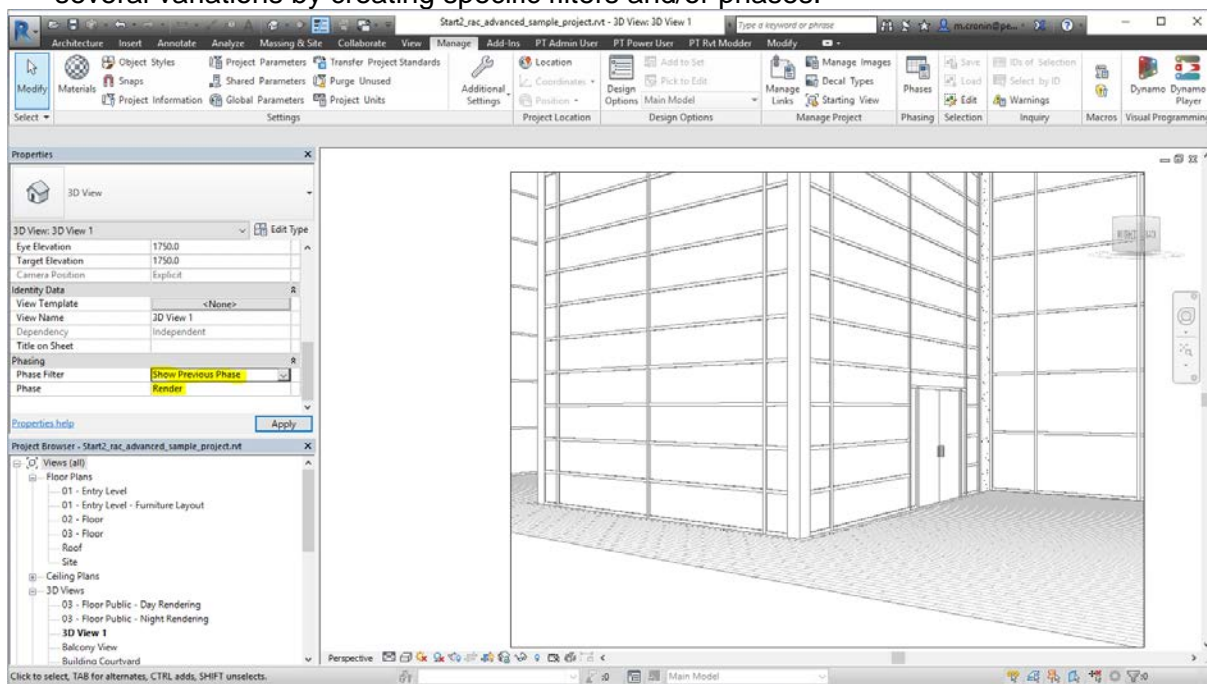 several variations by creating specific filters and/or phases.
Start2_rac_advanced_sample_project.rvt - 3D View: 3D View 1
Type a keyword or phrase
m.cronin@pe...
Architecture Insert Annotate Analyze Massing & Site Collaborate View Manage Add-Ins PT Admin User PT Power User PT Rvt Modder Modify
Object Styles Project Parameters Transfer Project Standards Location Add to Set Manage Images Save IDs of Selection
Snaps Shared Parameters Purge Unused Coordinates Pick to Edit Decal Types Load Select by ID
Modify Materials Project Information Global Parameters Project Units Additional Settings Position Design Options Main Model Manage Links Starting View Phases Edit Warnings Dynamo Dynamo Player
Select Settings Project Location Design Options Manage Project Phasing Selection Inquiry Macros Visual Programming
Properties
3D View
3D View: 3D View 1 Edit Type
Eye Elevation 1750.0
Target Elevation 1750.0
Camera Position Explicit
Identity Data
View Template <None>
View Name 3D View 1
Dependency Independent
Title on Sheet
Phasing
Phase Filter Show Previous Phase
Phase Render
Properties help Apply
Project Browser - Start2_rac_advanced_sample_project.rvt
Views (all)
Floor Plans
01 - Entry Level
01 - Entry Level - Furniture Layout
02 - Floor
03 - Floor
Roof
Site
Ceiling Plans
3D Views
03 - Floor Public - Day Rendering
03 - Floor Public - Night Rendering
3D View 1
Balcony View
Building Courtyard
Perspective
Click to select, TAB for alternates, CTRL adds, SHIFT unselects. :0 Main Model :0